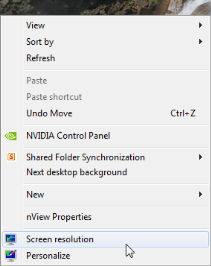 View
Sort by
Refresh
Paste
Paste shortcut
Undo Move Ctrl+Z
NVIDIA Control Panel
Shared Folder Synchronization
Next desktop background
New
nView Properties
Screen resolution
Personalize